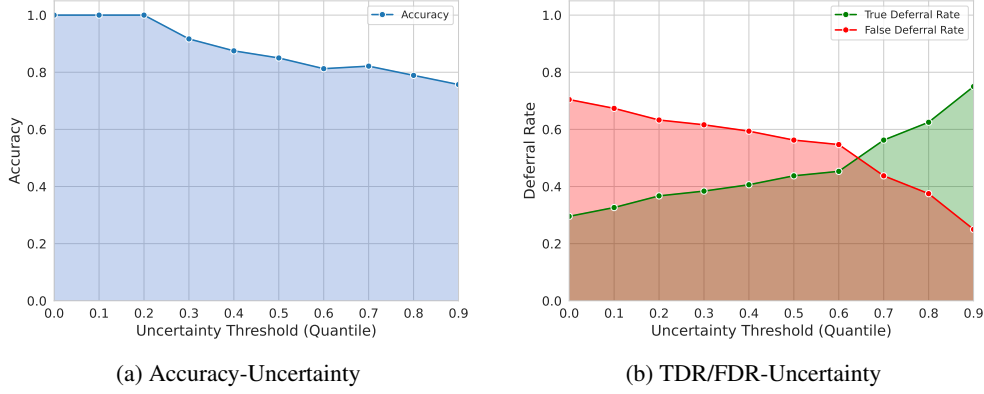 Accuracy
1.0
0.8
0.6
0.4
0.2
0.0
Accuracy
0.0 0.1 0.2 0.3 0.4 0.5 0.6 0.7 0.8 0.9
Uncertainty Threshold (Quantile)
(a) Accuracy-Uncertainty
True Deferral Rate
False Deferral Rate
1.0
0.8
0.6
0.4
0.2
0.0
Deferral Rate
0.0 0.1 0.2 0.3 0.4 0.5 0.6 0.7 0.8 0.9
Uncertainty Threshold (Quantile)
(b) TDR/FDR-Uncertainty